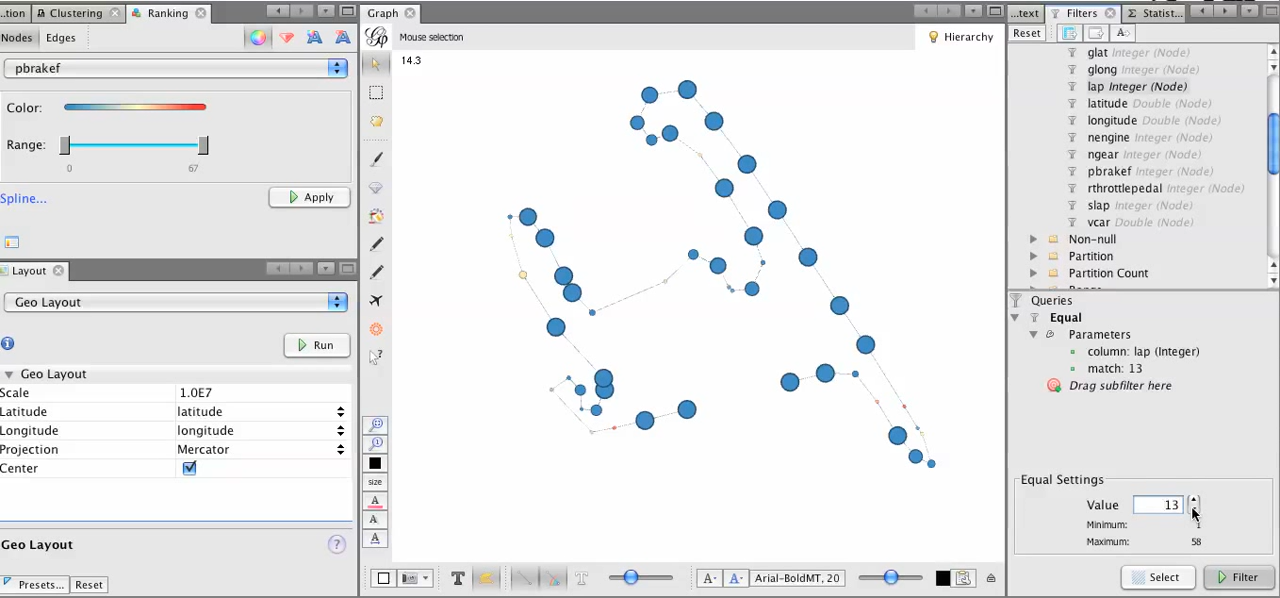 ...tion
Clustering
Ranking
Nodes Edges
pbrakef
Color:
Range:
0 67
Spline...
Apply
Layout
Geo Layout
Run
Geo Layout
Scale 1.0E7
Latitude latitude
Longitude longitude
Projection Mercator
Center
Geo Layout
?
Presets... Reset
Graph
Mouse selection
Hierarchy
14.3
size
A
A
A
T
T
A
A
Arial-BoldMT, 20
...text
Filters
Statist...
Reset
glat Integer (Node)
glong Integer (Node)
lap Integer (Node)
latitude Double (Node)
longitude Double (Node)
nengine Integer (Node)
ngear Integer (Node)
pbrakef Integer (Node)
rthrottlepedal Integer (Node)
slap Integer (Node)
vcar Double (Node)
Non-null
Partition
Partition Count
Queries
Equal
Parameters
column: lap (Integer)
match: 13
Drag subfilter here
Equal Settings
Value 13
Minimum: 1
Maximum: 58
Select
Filter